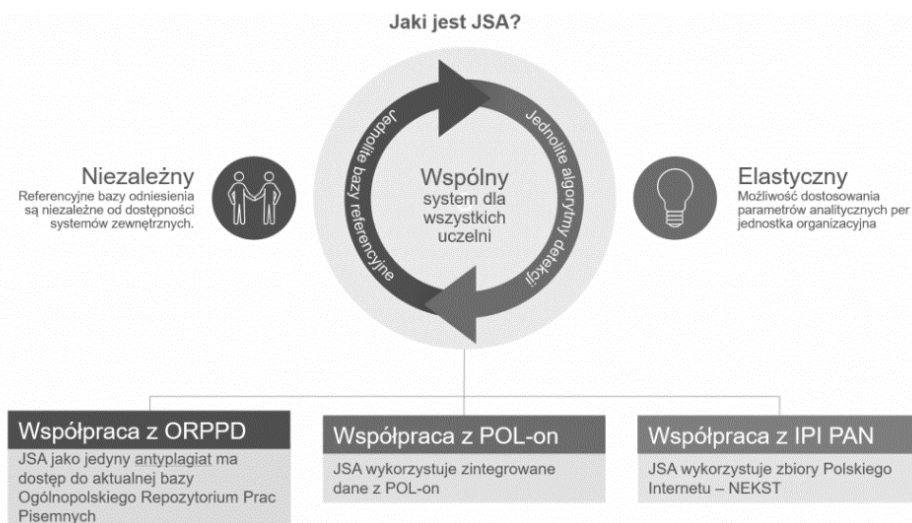 Jaki jest JSA?
Niezależny
Referencyjne bazy odniesienia
są niezależne od dostępności
systemów zewnętrznych.
Jednolite bazy referencyjne
Wspólny
system dla
wszystkich
uczelni
Jednolite algorytmy detekcji
Elastyczny
Możliwość dostosowania
parametrów analitycznych per
jednostka organizacyjna
Współpraca z ORPPD
JSA jako jedyny antyplagiat ma
dostęp do aktualnej bazy
Ogólnopolskiego Repozytorium Prac
Pisemnych
Współpraca z POL-on
JSA wykorzystuje zintegrowane
dane z POL-on
Współpraca z IPI PAN
JSA wykorzystuje zbiory Polskiego
Internetu – NEKST